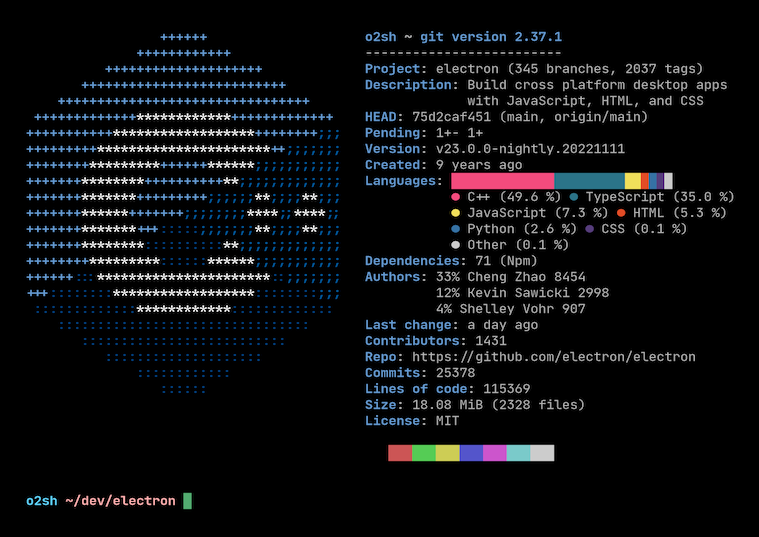 o2sh ~ git version 2.37.1
-------------------------
Project: electron (345 branches, 2037 tags)
Description: Build cross platform desktop apps
with JavaScript, HTML, and CSS
HEAD: 75d2caf451 (main, origin/main)
Pending: 1+- 1+
Version: v23.0.0-nightly.20221111
Created: 9 years ago
Languages:
● C++ (49.6 %) ● TypeScript (35.0 %)
● JavaScript (7.3 %) ● HTML (5.3 %)
● Python (2.6 %) ● CSS (0.1 %)
● Other (0.1 %)
Dependencies: 71 (Npm)
Authors: 33% Cheng Zhao 8454
12% Kevin Sawicki 2998
4% Shelley Vohr 907
Last change: a day ago
Contributors: 1431
Repo: https://github.com/electron/electron
Commits: 25378
Lines of code: 115369
Size: 18.08 MiB (2328 files)
License: MIT
o2sh ~/dev/electron